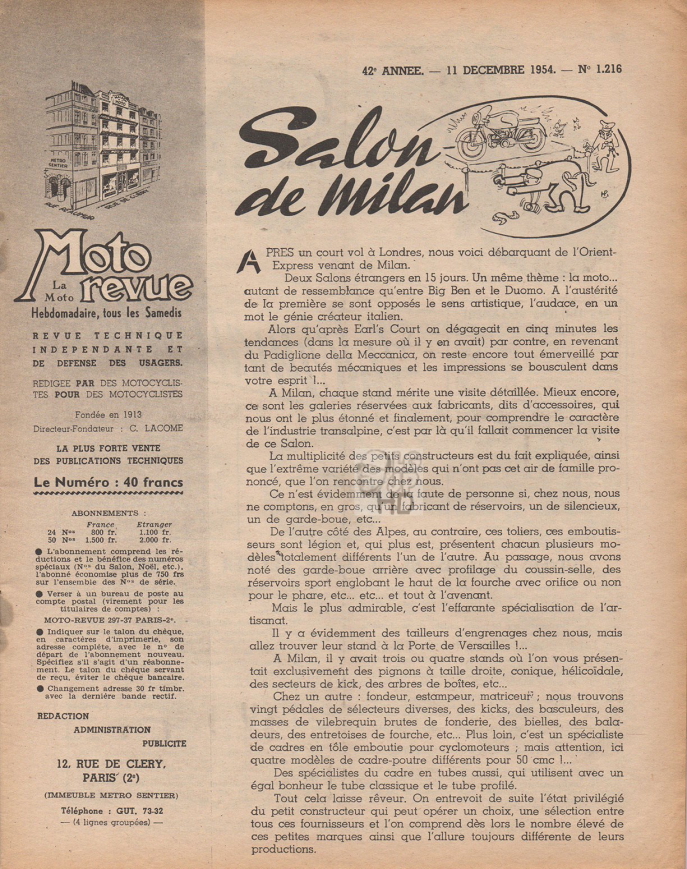 42e ANNEE. — 11 DECEMBRE 1954. — No 1.216
METRO
SENTIER
RUE REAUMUR
RUE DE CLERY
Moto
revue
La
Moto
Hebdomadaire, tous les Samedis
REVUE TECHNIQUE
INDEPENDANTE ET
DE DEFENSE DES USAGERS.
REDIGEE PAR DES MOTOCYCLIS-
TES POUR DES MOTOCYCLISTES
Fondée en 1913
Directeur-Fondateur : C. LACOME
LA PLUS FORTE VENTE
DES PUBLICATIONS TECHNIQUES
Le Numéro : 40 francs
ABONNEMENTS :
France Etranger
24 Nos 800 fr. 1.100 fr.
50 Nos 1.500 fr. 2.000 fr.
● L'abonnement comprend les ré-
ductions et le bénéfice des numéros
spéciaux (Nos du Salon, Noël, etc.),
l'abonné économise plus de 750 frs
sur l'ensemble des Nos de série.
● Verser à un bureau de poste au
compte postal (virement pour les
titulaires de comptes) :
MOTO-REVUE 297-37 PARIS-2e.
● Indiquer sur le talon du chèque,
en caractères d'imprimerie, son
adresse complète, avec le no de
départ de l'abonnement nouveau.
Spécifiez s'il s'agit d'un réabonne-
ment. Le talon du chèque servant
de reçu, éviter le chèque bancaire.
● Changement adresse 30 fr timbr.
avec la dernière bande rectif.
REDACTION
ADMINISTRATION
PUBLICITE
12, RUE DE CLERY,
PARIS (2e)
(IMMEUBLE METRO SENTIER)
Téléphone : GUT. 73-32
— (4 lignes groupées) —
Salon
de Milan
APRES un court vol à Londres, nous voici débarquant de l'Orient-
Express venant de Milan.
Deux Salons étrangers en 15 jours. Un même thème : la moto...
autant de ressemblance qu'entre Big Ben et le Duomo. A l'austérité
de la première se sont opposés le sens artistique, l'audace, en un
mot le génie créateur italien.
Alors qu'après Earl's Court on dégageait en cinq minutes les
tendances (dans la mesure où il y en avait) par contre, en revenant
du Padiglione della Meccanica, on reste encore tout émerveillé par
tant de beautés mécaniques et les impressions se bousculent dans
votre esprit !...
A Milan, chaque stand mérite une visite détaillée. Mieux encore,
ce sont les galeries réservées aux fabricants, dits d'accessoires, qui
nous ont le plus étonné et finalement, pour comprendre le caractère
de l'industrie transalpine, c'est par là qu'il fallait commencer la visite
de ce Salon.
La multiplicité des petits constructeurs est du fait expliquée, ainsi
que l'extrême variété des modèles qui n'ont pas cet air de famille pro-
noncé, que l'on rencontre chez nous.
Ce n'est évidemment la faute de personne si, chez nous, nous
ne comptons, en gros, qu'un fabricant de réservoirs, un de silencieux,
un de garde-boue, etc...
De l'autre côté des Alpes, au contraire, ces toliers, ces emboutis-
seurs sont légion et, qui plus est, présentent chacun plusieurs mo-
dèles totalement différents l'un de l'autre. Au passage, nous avons
noté des garde-boue arrière avec profilage du coussin-selle, des
réservoirs sport englobant le haut de la fourche avec orifice ou non
pour le phare, etc... etc... et tout à l'avenant.
Mais le plus admirable, c'est l'effarante spécialisation de l'ar-
tisanat.
Il y a évidemment des tailleurs d'engrenages chez nous, mais
allez trouver leur stand à la Porte de Versailles !...
A Milan, il y avait trois ou quatre stands où l'on vous présen-
tait exclusivement des pignons à taille droite, conique, hélicoïdale,
des secteurs de kick, des arbres de boîtes, etc...
Chez un autre : fondeur, estampeur, matriceur ; nous trouvons
vingt pédales de sélecteurs diverses, des kicks, des basculeurs, des
masses de vilebrequin brutes de fonderie, des bielles, des bala-
deurs, des entretoises de fourche, etc... Plus loin, c'est un spécialiste
de cadres en tôle emboutie pour cyclomoteurs ; mais attention, ici
quatre modèles de cadre-poutre différents pour 50 cmc !...
Des spécialistes du cadre en tubes aussi, qui utilisent avec un
égal bonheur le tube classique et le tube profilé.
Tout cela laisse rêveur. On entrevoit de suite l'état privilégié
du petit constructeur qui peut opérer un choix, une sélection entre
tous ces fournisseurs et l'on comprend dès lors le nombre élevé de
ces petites marques ainsi que l'allure toujours différente de leurs
productions.